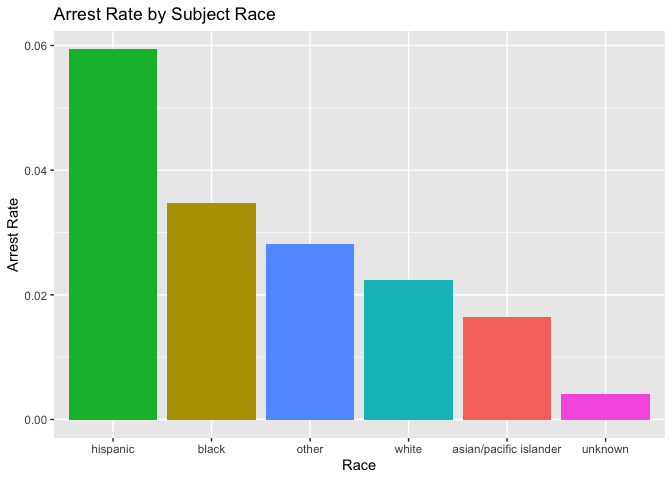 Arrest Rate by Subject Race
0.06
0.04
0.02
0.00
Arrest Rate
hispanic
black
other
white
asian/pacific islander
unknown
Race